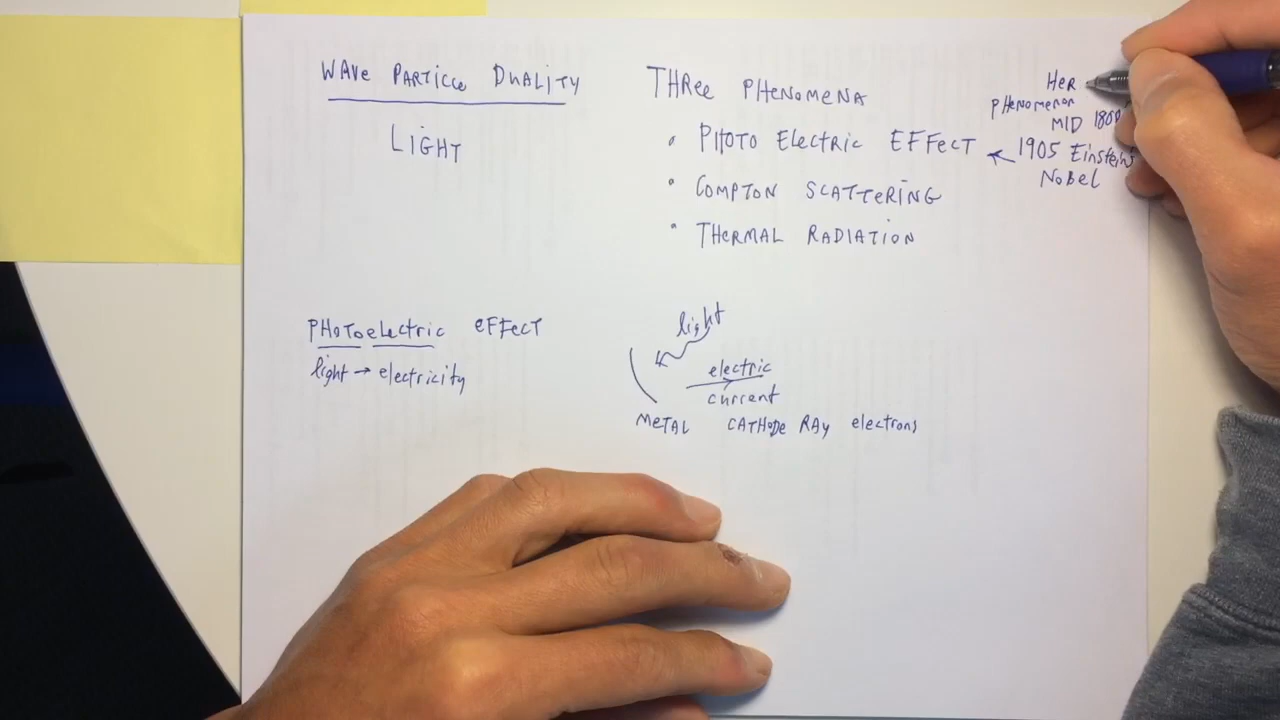 WAVE PARTICLE DUALITY
LIGHT
THRee PHENOMENA
• PHOTO Electric EFFECT
• COMPTON SCATTERING
• THERMAL RADIATION
HER
PHenomenon
MID 1800
1905 Einstein's
NOBEL
PHOTOelectric eFFECT
light → electricity
light
electric
current
METAL CATHODE RAY electrons